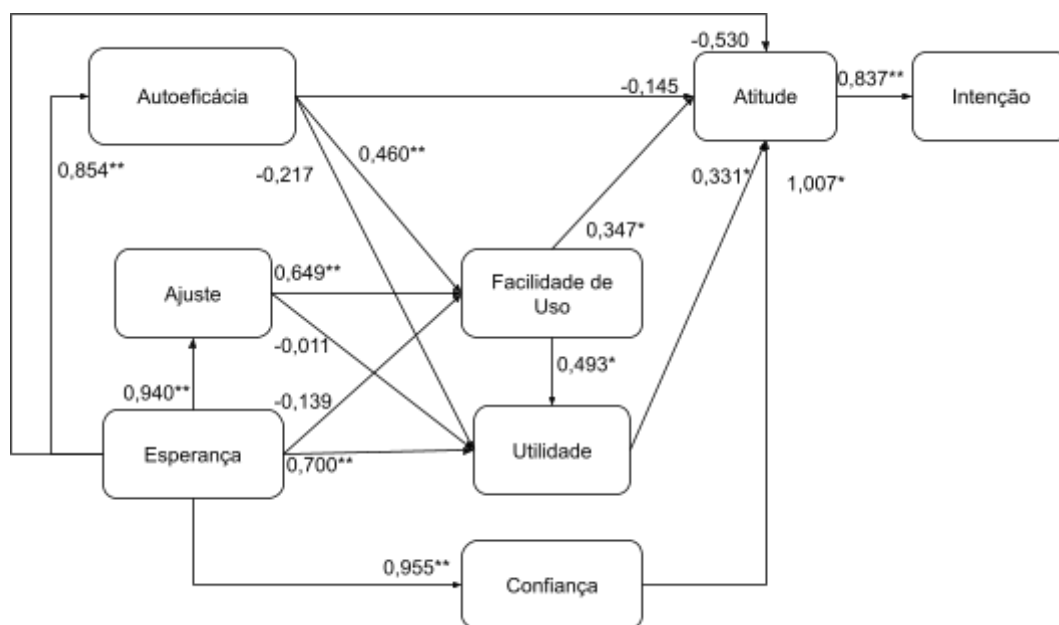 -0,530
Autoeficácia
-0,145
Atitude
0,837**
Intenção
0,854**
0,460**
-0,217
0,331*
1,007*
0,347*
Ajuste
0,649**
Facilidade de
Uso
-0,011
0,493*
0,940**
-0,139
Esperança
0,700**
Utilidade
0,955**
Confiança